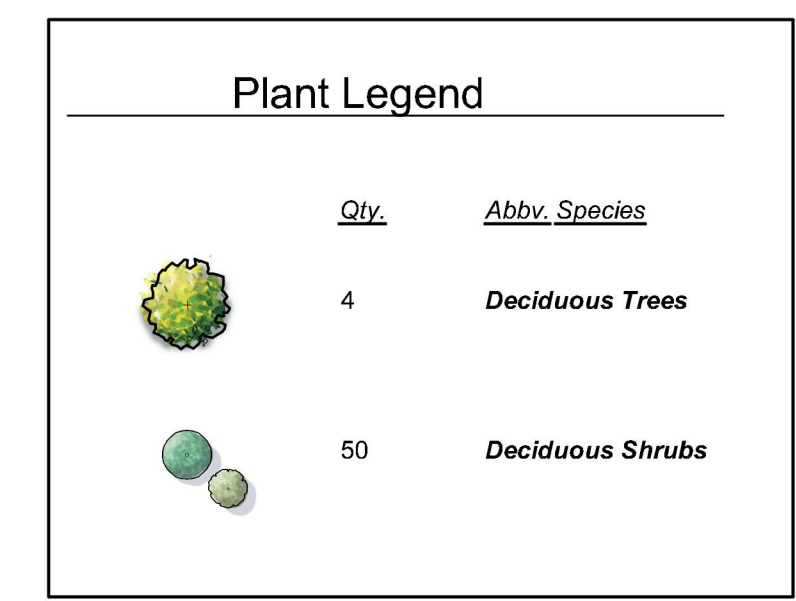 Plant Legend
Qty. Abbv. Species
4 Deciduous Trees
50 Deciduous Shrubs